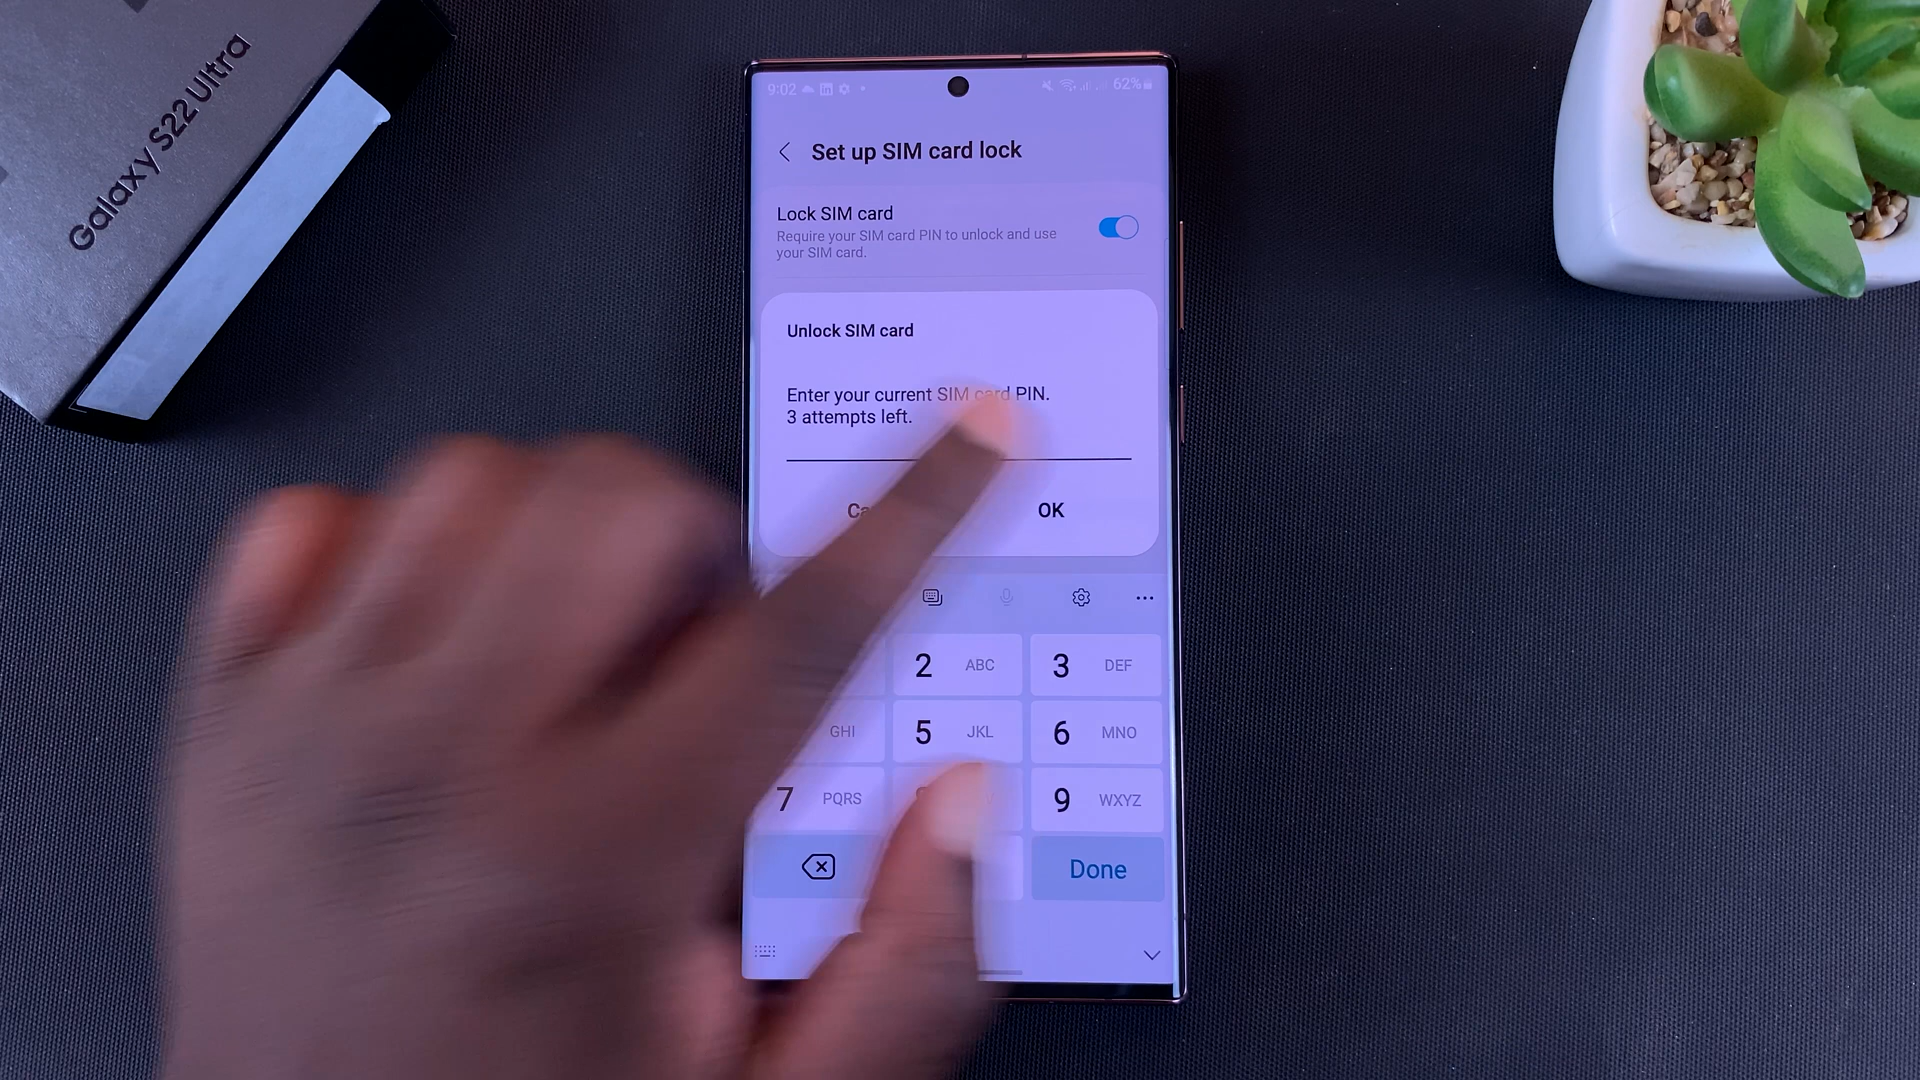 Galaxy S22 Ultra
9:02
62%
Set up SIM card lock
Lock SIM card
Require your SIM card PIN to unlock and use
your SIM card.
Unlock SIM card
Enter your current SIM card PIN.
3 attempts left.
OK
2 ABC
3 DEF
GHI
5 JKL
6 MNO
7 PQRS
9 WXYZ
Done